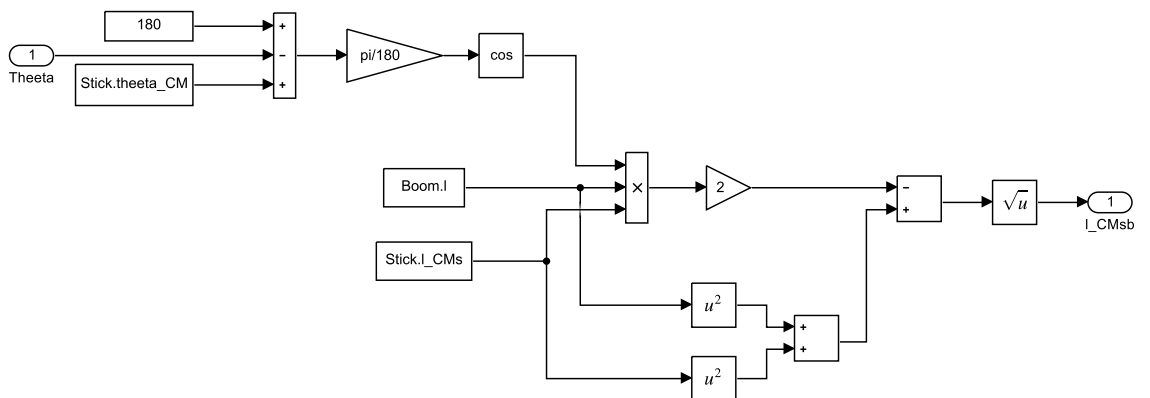 180
+
1
−
pi/180
cos
Theeta
Stick.theeta_CM
+
Boom.l
×
2
−
+
√u
1
l_CMsb
Stick.l_CMs
u²
+
+
u²